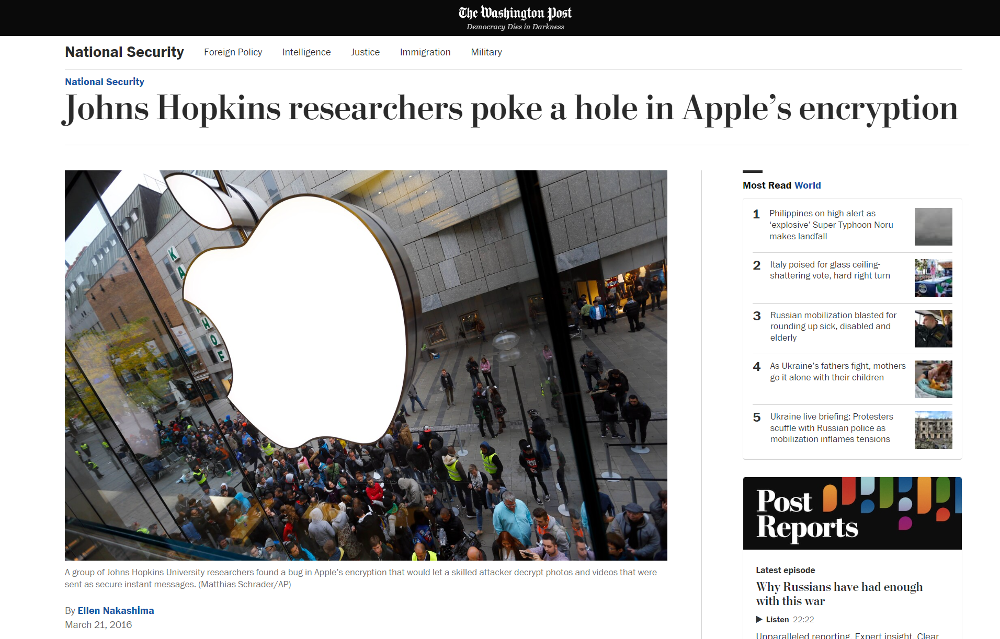 The Washington Post
Democracy Dies in Darkness
National Security Foreign Policy Intelligence Justice Immigration Military
National Security
Johns Hopkins researchers poke a hole in Apple’s encryption
K
A
H
O
F
A group of Johns Hopkins University researchers found a bug in Apple’s encryption that would let a skilled attacker decrypt photos and videos that were
sent as secure instant messages. (Matthias Schrader/AP)
By Ellen Nakashima
March 21, 2016
Most Read World
1 Philippines on high alert as
‘explosive’ Super Typhoon Noru
makes landfall
2 Italy poised for glass ceiling-
shattering vote, hard right turn
3 Russian mobilization blasted for
rounding up sick, disabled and
elderly
4 As Ukraine’s fathers fight, mothers
go it alone with their children
5 Ukraine live briefing: Protesters
scuffle with Russian police as
mobilization inflames tensions
Post
Reports
Latest episode
Why Russians have had enough
with this war
Listen 22:22
Unparalleled reporting. Expert insight. Clear